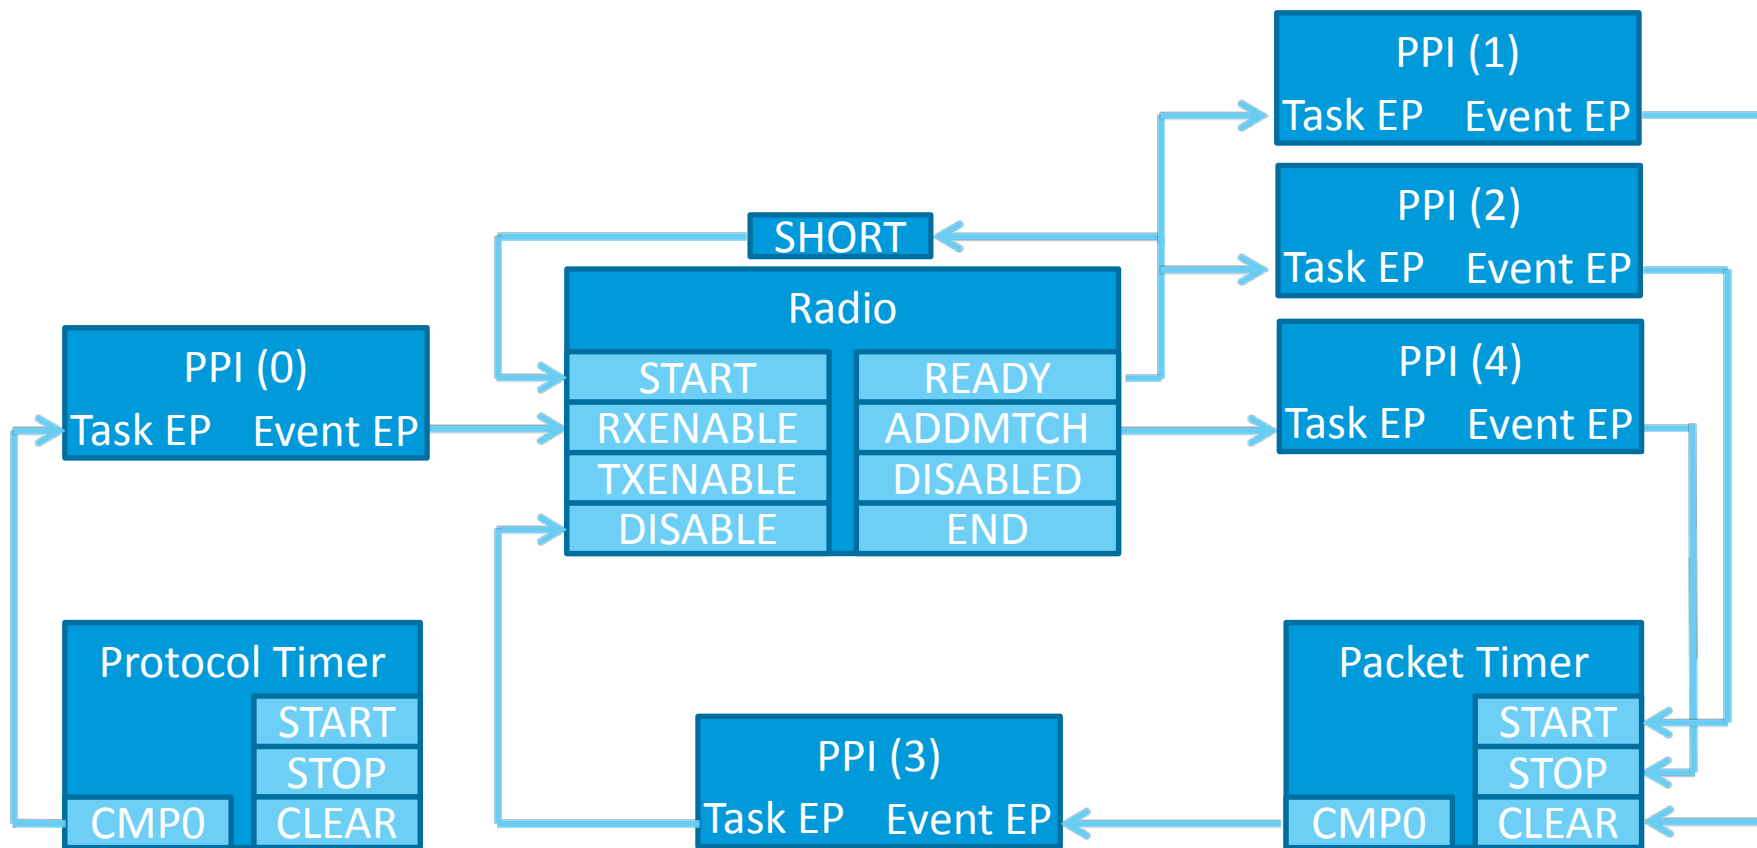 PPI (1)
Task EP Event EP
PPI (2)
Task EP Event EP
SHORT
Radio
START READY
RXENABLE ADDMTCH
TXENABLE DISABLED
DISABLE END
PPI (0)
Task EP Event EP
PPI (4)
Task EP Event EP
Protocol Timer
START
STOP
CMP0 CLEAR
PPI (3)
Task EP Event EP
Packet Timer
START
STOP
CMP0 CLEAR